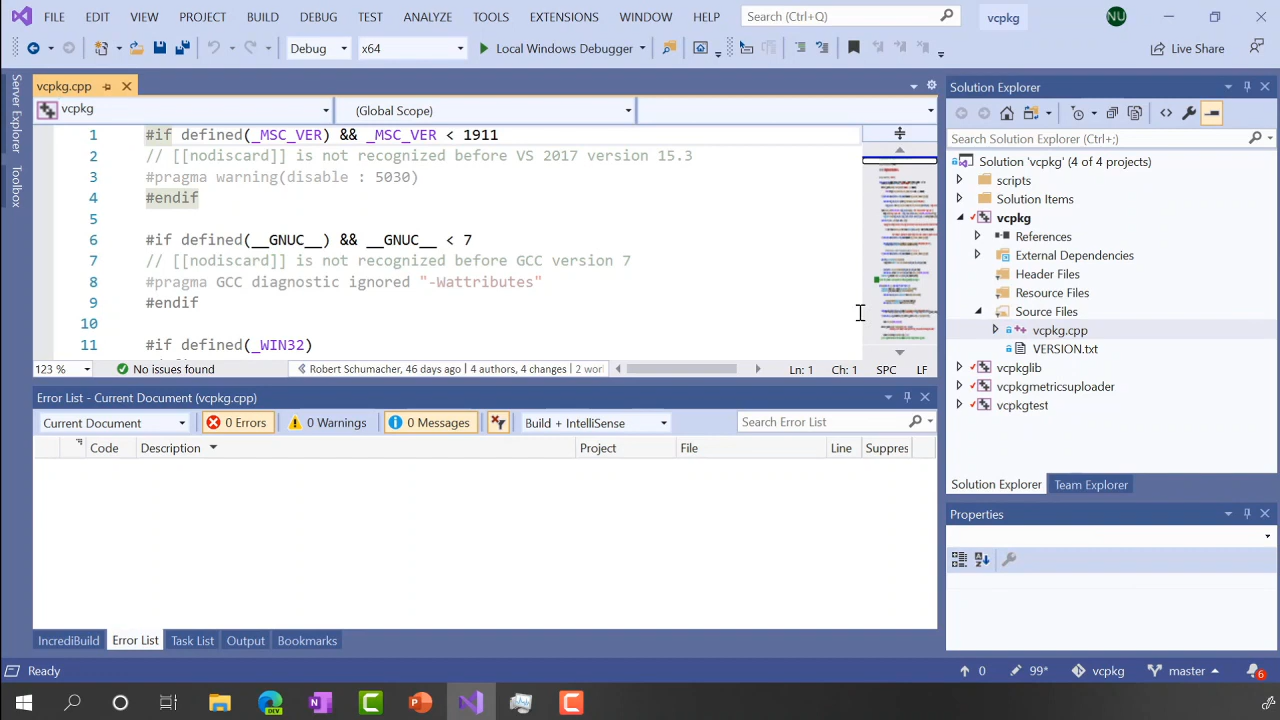 FILE EDIT VIEW PROJECT BUILD DEBUG TEST ANALYZE TOOLS EXTENSIONS WINDOW HELP Search (Ctrl+Q) vcpkg NU
Debug x64 Local Windows Debugger Live Share
Server Explorer
Toolbox
vcpkg.cpp
vcpkg (Global Scope)
1 #if defined(_MSC_VER) && _MSC_VER < 1911
2 // [[nodiscard]] is not recognized before VS 2017 version 15.3
3 #pragma warning(disable : 5030)
4 #endif
5
6 #if defined(__GNUC__) && __GNUC__ 7
7 // [[nodiscard]] is not recognized before GCC version 7
8 diagnostic ignored
9 #endif
10
11 #if defined(_WIN32)
123 % No issues found Robert Schumacher, 46 days ago | 4 authors, 4 changes | 2 wor Ln: 1 Ch: 1 SPC LF
Error List - Current Document (vcpkg.cpp)
Current Document Errors 0 Warnings 0 Messages Build + IntelliSense Search Error List
Code Description Project File Line Suppres
IncrediBuild Error List Task List Output Bookmarks
Solution Explorer
Search Solution Explorer (Ctrl+;)
Solution 'vcpkg' (4 of 4 projects)
scripts
Solution Items
vcpkg
References
External Dependencies
Header Files
Resource Files
Source Files
vcpkg.cpp
VERSION.txt
vcpkglib
vcpkgmetricsuploader
vcpkgtest
Solution Explorer Team Explorer
Properties
Ready 0 99* vcpkg master 6
DEV